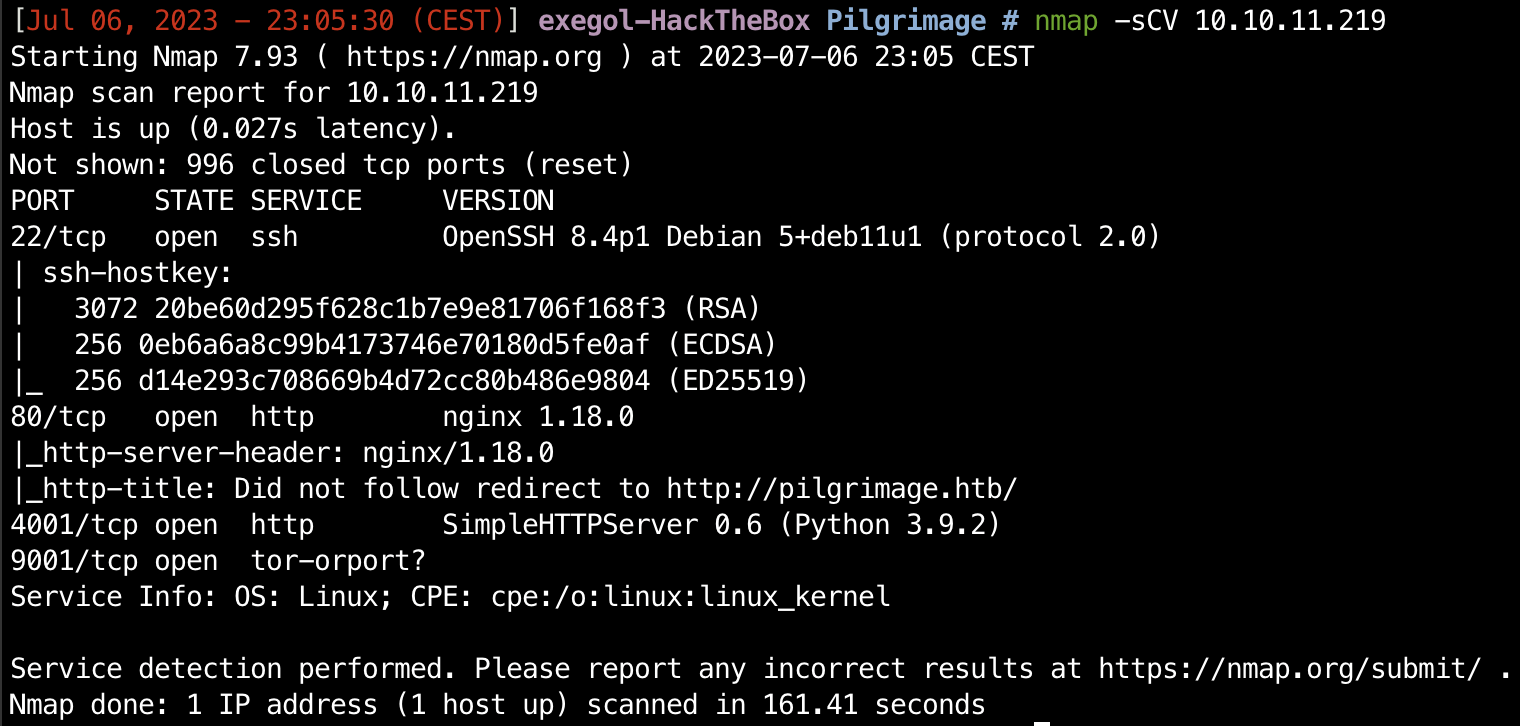 [Jul 06, 2023 - 23:05:30 (CEST)] exegol-HackTheBox Pilgrimage # nmap -sCV 10.10.11.219
Starting Nmap 7.93 ( https://nmap.org ) at 2023-07-06 23:05 CEST
Nmap scan report for 10.10.11.219
Host is up (0.027s latency).
Not shown: 996 closed tcp ports (reset)
PORT     STATE SERVICE     VERSION
22/tcp   open  ssh         OpenSSH 8.4p1 Debian 5+deb11u1 (protocol 2.0)
| ssh-hostkey:
|   3072 20be60d295f628c1b7e9e81706f168f3 (RSA)
|   256 0eb6a6a8c99b4173746e70180d5fe0af (ECDSA)
|_  256 d14e293c708669b4d72cc80b486e9804 (ED25519)
80/tcp   open  http        nginx 1.18.0
|_http-server-header: nginx/1.18.0
|_http-title: Did not follow redirect to http://pilgrimage.htb/
4001/tcp open  http        SimpleHTTPServer 0.6 (Python 3.9.2)
9001/tcp open  tor-orport?
Service Info: OS: Linux; CPE: cpe:/o:linux:linux_kernel
Service detection performed. Please report any incorrect results at https://nmap.org/submit/ .
Nmap done: 1 IP address (1 host up) scanned in 161.41 seconds